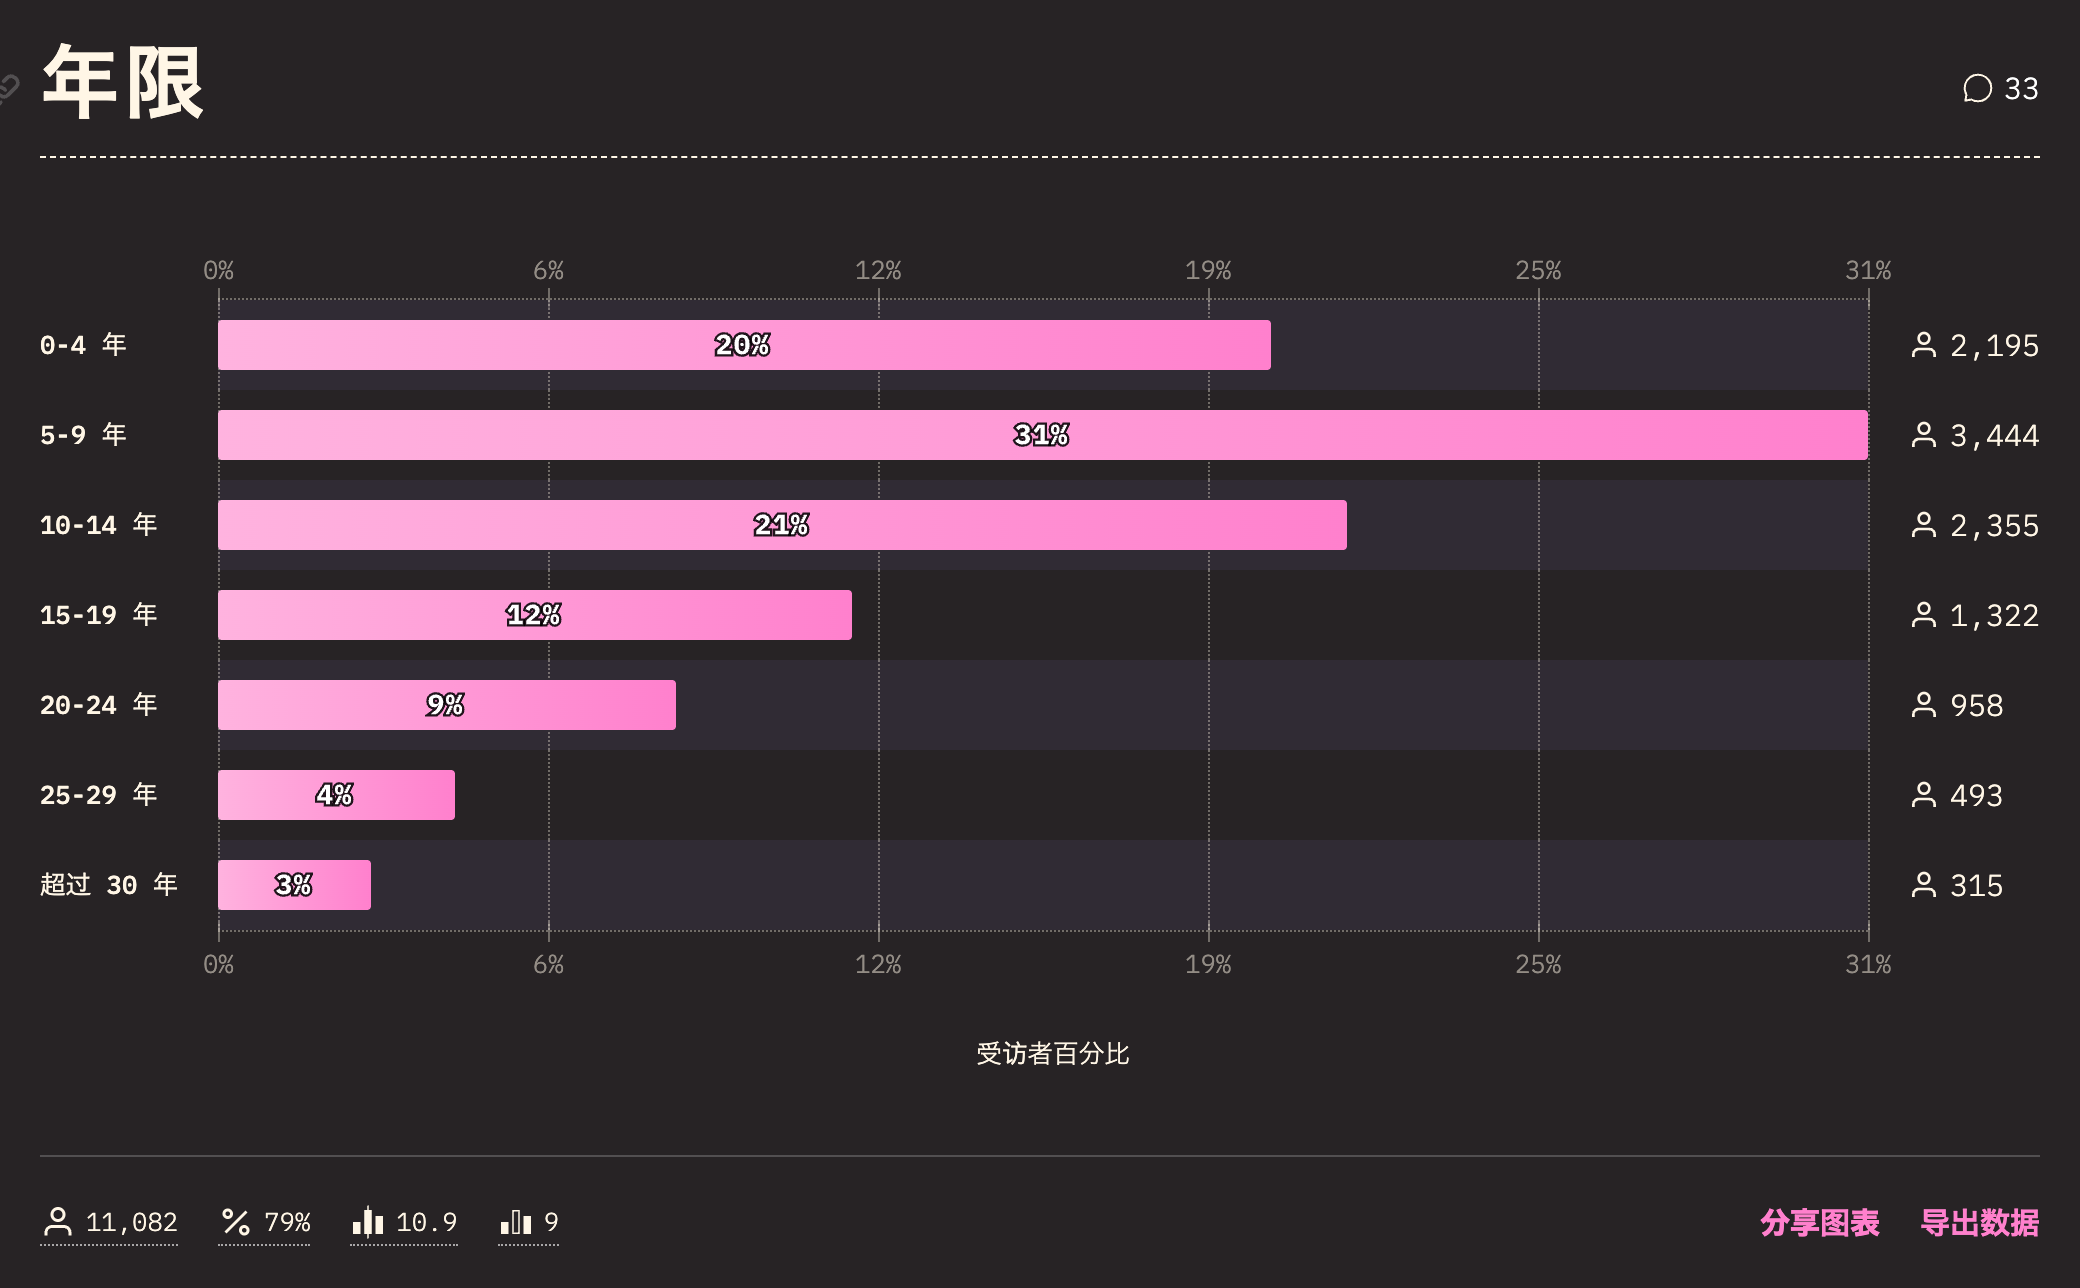 年限
33
0% 6% 12% 19% 25% 31%
0-4 年 20% 2,195
5-9 年 31% 3,444
10-14 年 21% 2,355
15-19 年 12% 1,322
20-24 年 9% 958
25-29 年 4% 493
超过 30 年 3% 315
0% 6% 12% 19% 25% 31%
受访者百分比
11,082 79% 10.9 9 分享图表 导出数据